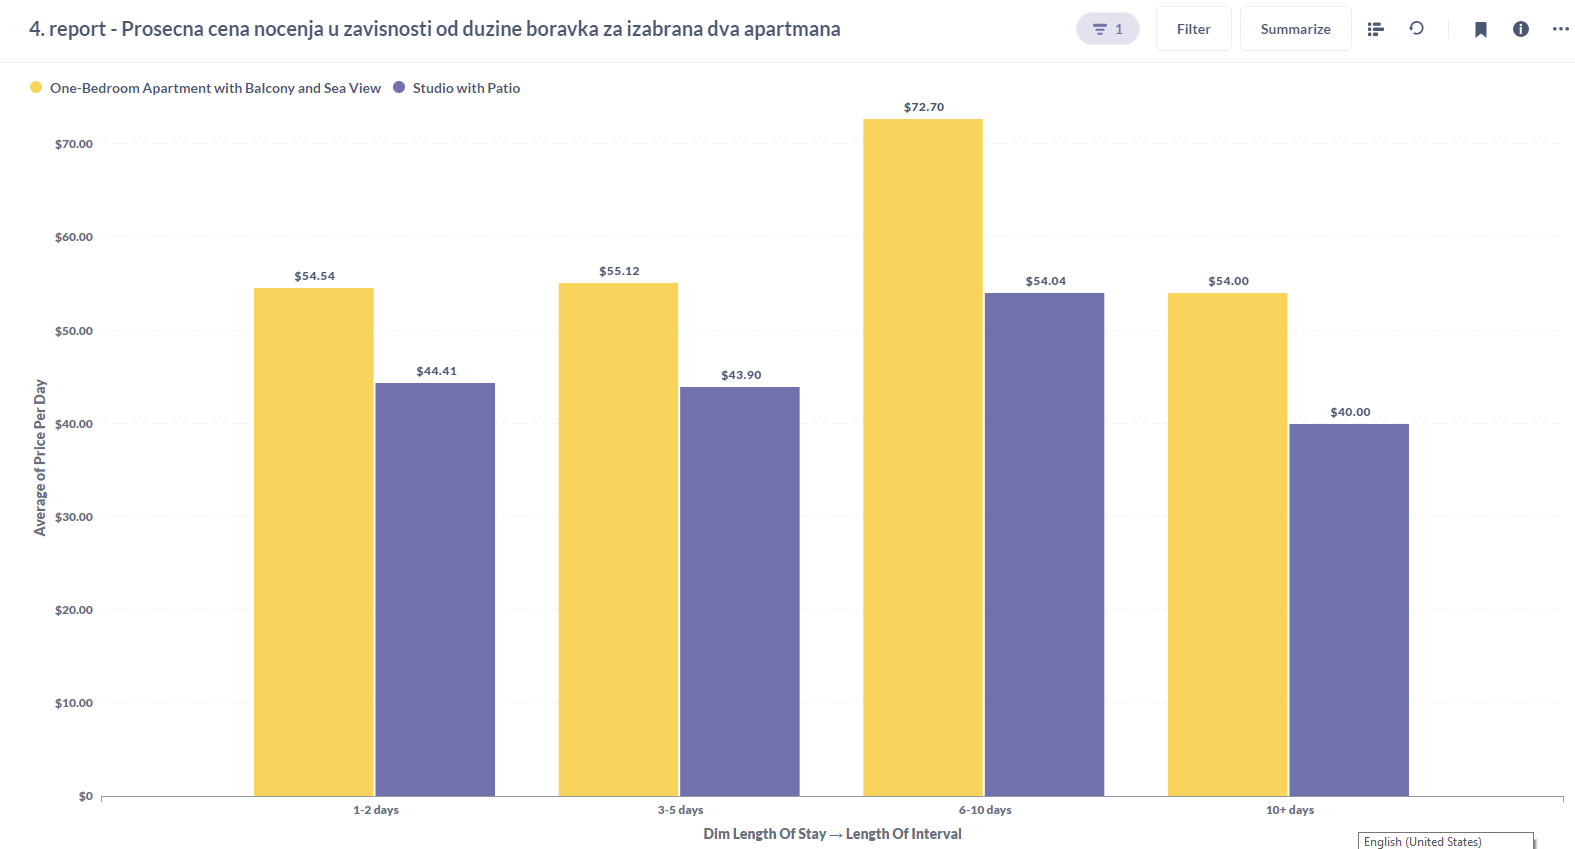 4. report - Prosecna cena nocenja u zavisnosti od duzine boravka za izabrana dva apartmana
1
Filter
Summarize
One-Bedroom Apartment with Balcony and Sea View
Studio with Patio
$72.70
$70.00
$60.00
$54.54
$55.12
$54.04
$54.00
$50.00
$44.41
$43.90
$40.00
$40.00
$30.00
$20.00
$10.00
$0
Average of Price Per Day
1-2 days
3-5 days
6-10 days
10+ days
Dim Length Of Stay → Length Of Interval
English (United States)